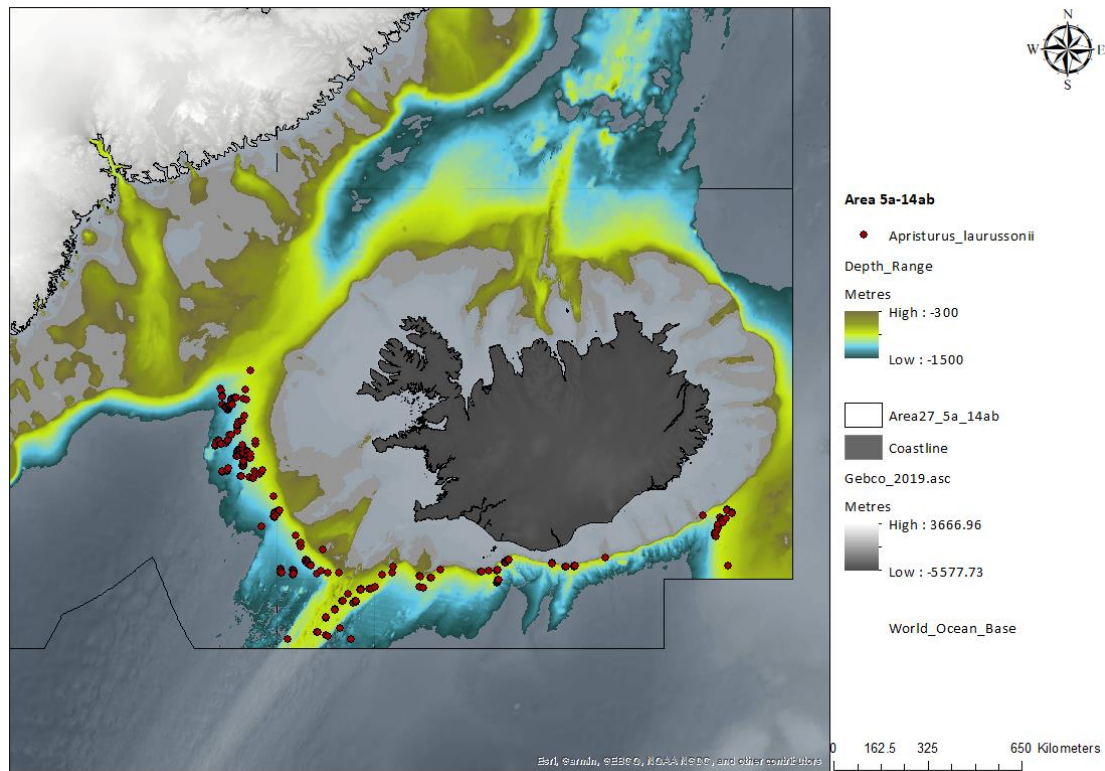 N
W E
S
Area 5a-14ab
Apristurus_laurussonii
Depth_Range
Metres
High : -300
Low : -1500
Area27_5a_14ab
Coastline
Gebco_2019.asc
Metres
High : 3666.96
Low : -5577.73
World_Ocean_Base
0 162.5 325 650 Kilometers
Esri, Garmin, GEBCO, NOAA NGDC, and other contributors